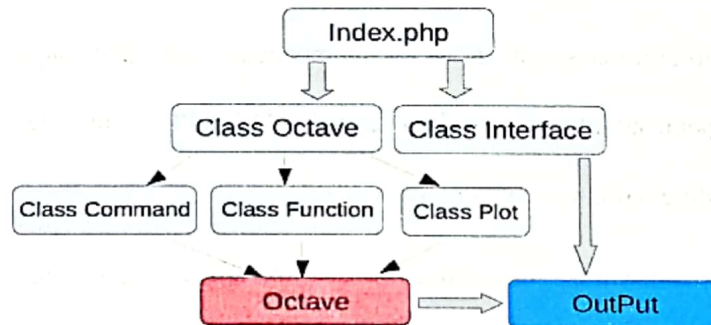 Index.php
Class Octave
Class Interface
Class Command
Class Function
Class Plot
Octave
OutPut